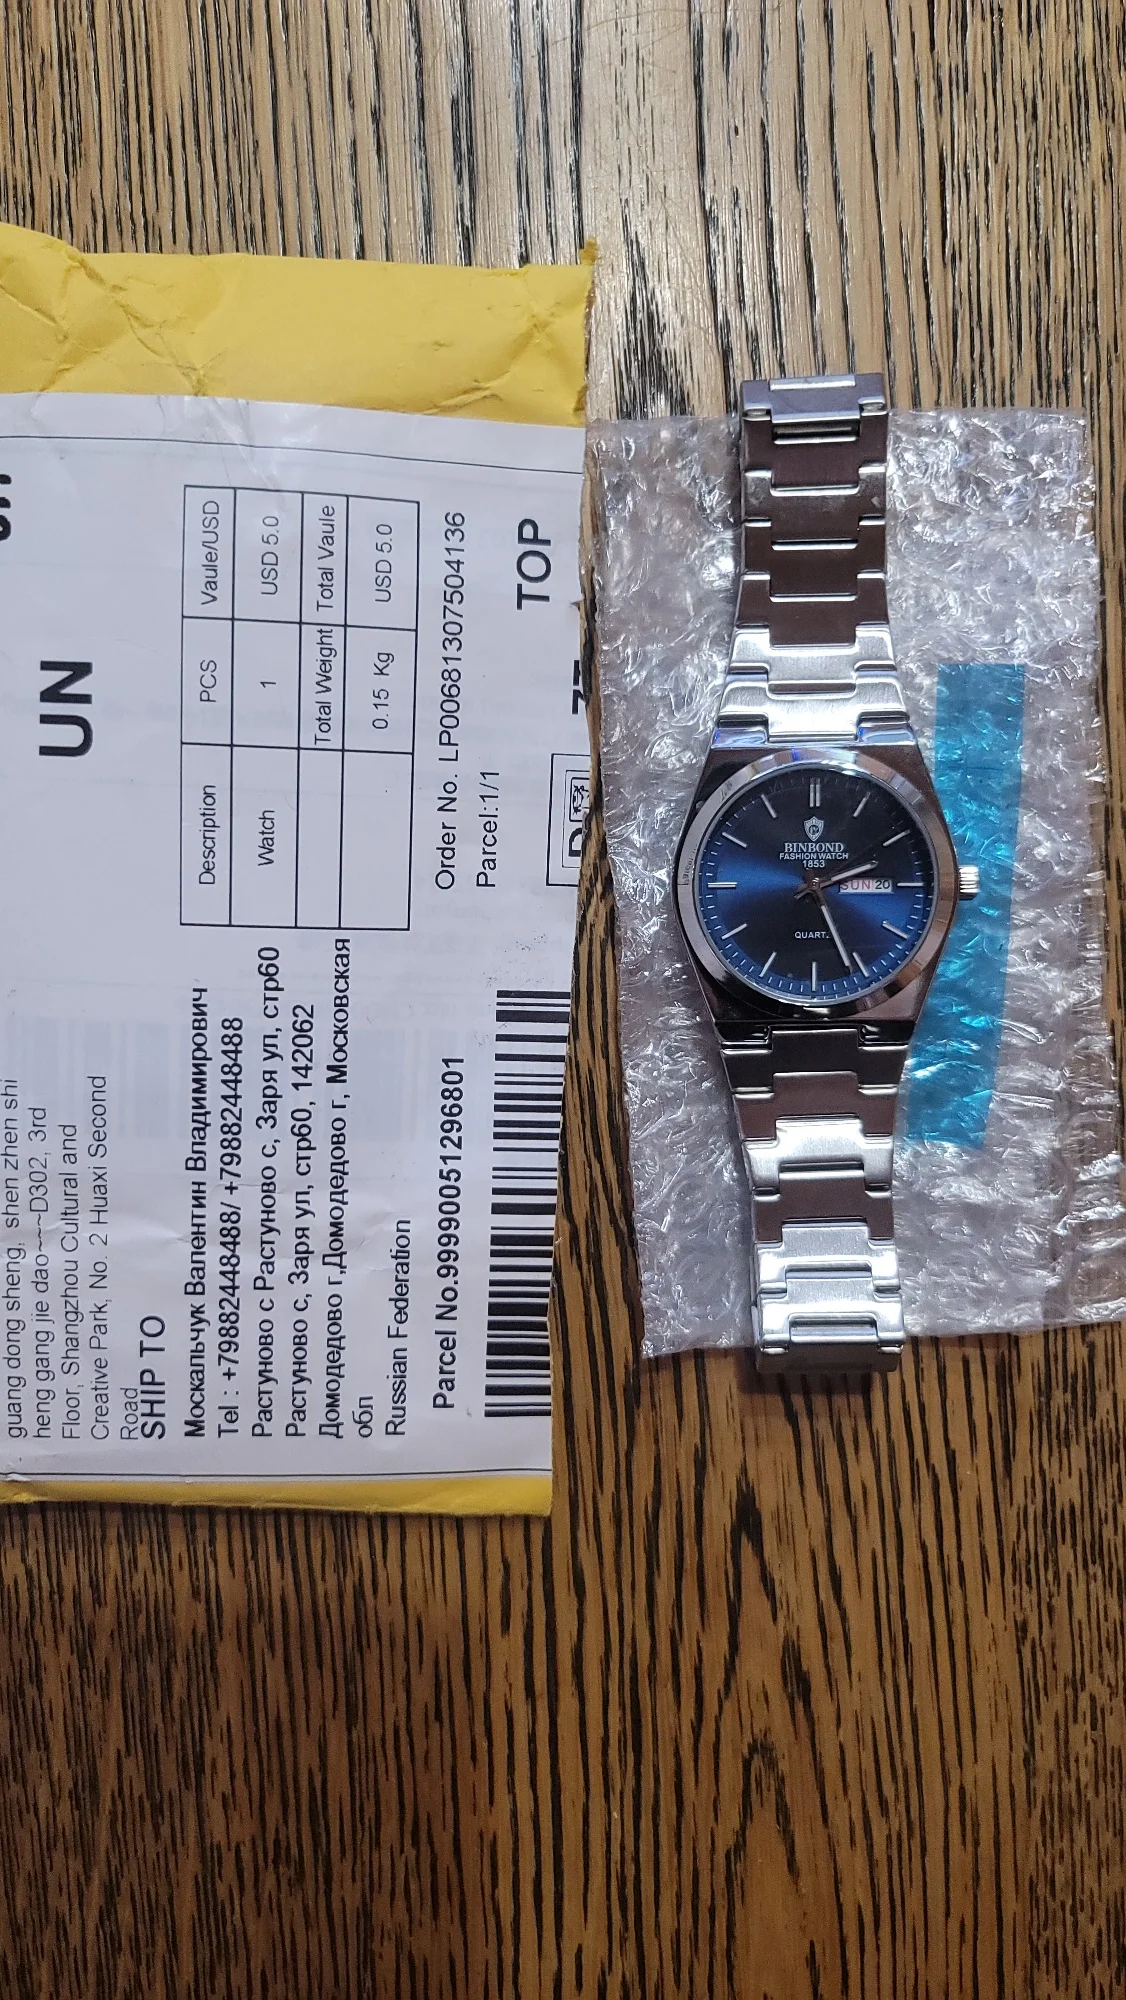 guang dong sheng, shen zhen shi
heng gang jie dao~~~D302, 3rd
Floor, Shangzhou Cultural and
Creative Park, No. 2 Huaxi Second
Road
UN
SHIP TO
Москальчук Валентин Владимирович
Tel : +79882448488/ +79882448488
Растуново с Растуново с, Заря ул, стр60
Растуново с, Заря ул, стр60, 142062
Домодедово г,Домодедово г, Московская
обл
Russian Federation
Description PCS Vaule/USD
Watch 1 USD 5.0
Total Weight Total Vaule
0.15 Kg USD 5.0
Parcel No.99990051296801
Order No. LP00681307504136
Parcel:1/1
TOP
BINBOND
FASHION WATCH
1853
SUN 20